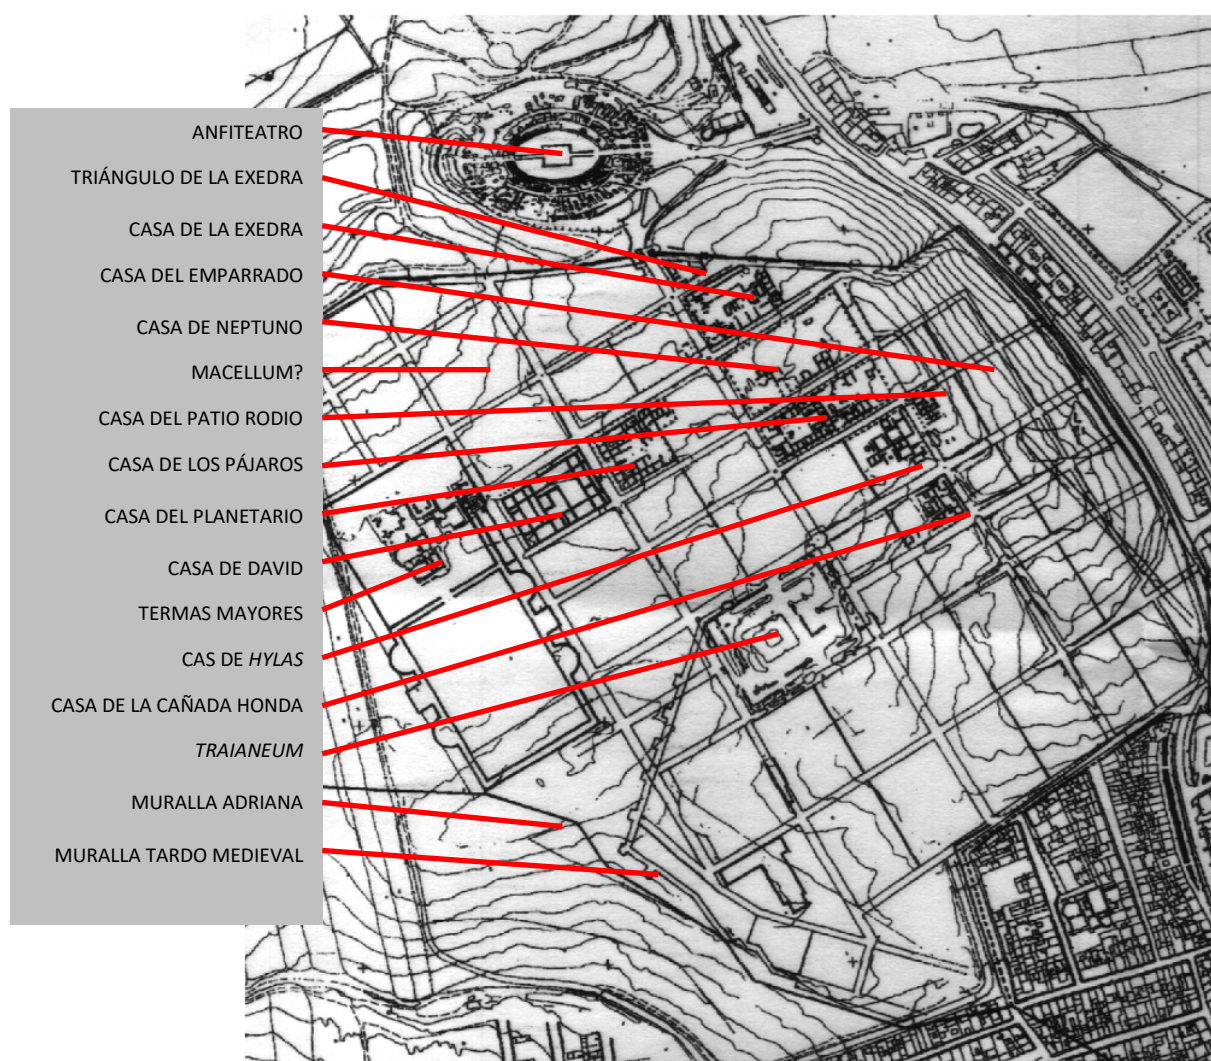 ANFITEATRO
TRIÁNGULO DE LA EXEDRA
CASA DE LA EXEDRA
CASA DEL EMPARRADO
CASA DE NEPTUNO
MACELLUM?
CASA DEL PATIO RODIO
CASA DE LOS PÁJAROS
CASA DEL PLANETARIO
CASA DE DAVID
TERMAS MAYORES
CAS DE HYLAS
CASA DE LA CAÑADA HONDA
TRAIANEUM
MURALLA ADRIANA
MURALLA TARDO MEDIEVAL